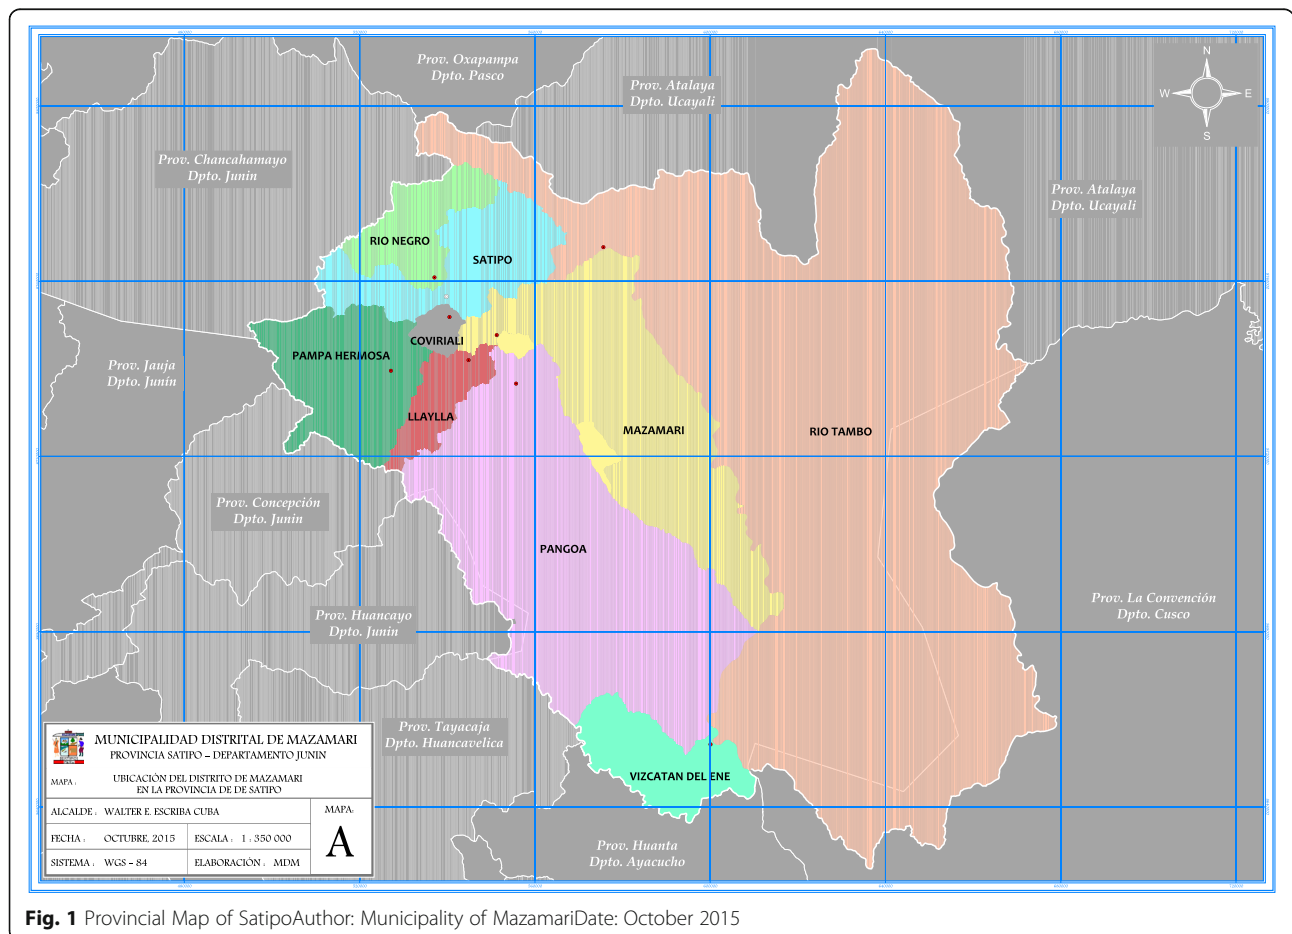 Prov. Oxapampa
Dpto. Pasco
Prov. Atalaya
Dpto. Ucayali
N
W
E
S
Prov. Chancahamayo
Dpto. Junin
Prov. Atalaya
Dpto. Ucayali
RIO NEGRO
SATIPO
COVIRIALI
PAMPA HERMOSA
Prov. Jauja
Dpto. Junín
LLAYLLA
MAZAMARI
RIO TAMBO
Prov. Concepción
Dpto. Junin
PANGOA
Prov. La Convención
Dpto. Cusco
Prov. Huancayo
Dpto. Junin
Prov. Tayacaja
Dpto. Huancavelica
VIZCATAN DEL ENE
Prov. Huanta
Dpto. Ayacucho
MUNICIPALIDAD DISTRITAL DE MAZAMARI
PROVINCIA SATIPO – DEPARTAMENTO JUNIN
MAPA :
UBICACIÓN DEL DISTRITO DE MAZAMARI
EN LA PROVINCIA DE DE SATIPO
ALCALDE : WALTER E. ESCRIBA CUBA
MAPA:
A
FECHA : OCTUBRE, 2015 ESCALA : 1 : 350 000
SISTEMA : WGS – 84 ELABORACIÓN : MDM
Fig. 1 Provincial Map of SatipoAuthor: Municipality of MazamariDate: October 2015